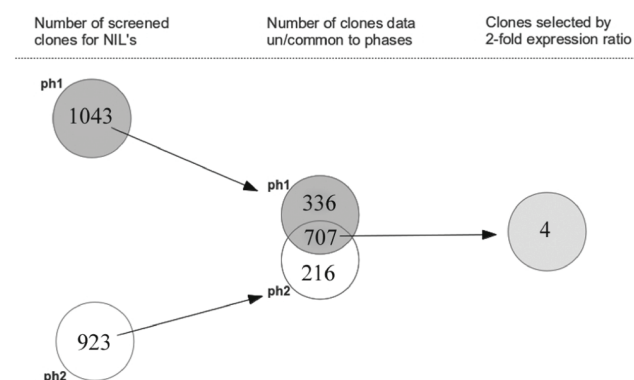 Number of screened
clones for NIL's
Number of clones data
un/common to phases
Clones selected by
2-fold expression ratio
ph1
1043
ph1
336
707
216
ph2
4
923
ph2